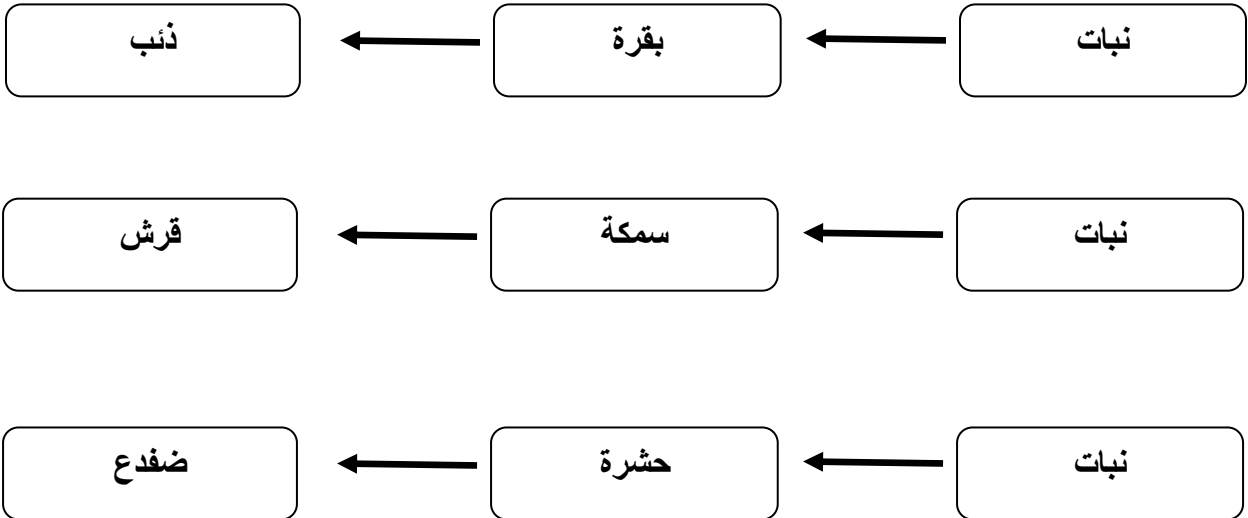 نبات بقرة ذئب
نبات سمكة قرش
نبات حشرة ضفدع